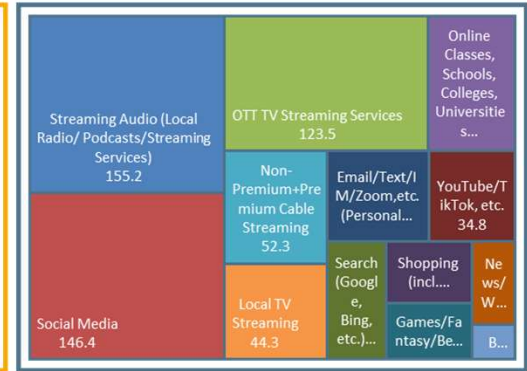 Streaming Audio (Local
Radio/ Podcasts/Streaming
Services)
155.2
Social Media
146.4
OTT TV Streaming Services
123.5
Online
Classes,
Schools,
Colleges,
Universitie
s...
Non-
Premium+Pre
mium Cable
Streaming
52.3
Email/Text/I
M/Zoom,etc.
(Personal...
YouTube/T
ikTok, etc.
34.8
Local TV
Streaming
44.3
Search
(Googl
e,
Bing,
etc.)...
Shopping
(incl....
Ne
ws/
W...
Games/Fa
ntasy/Be...
B...